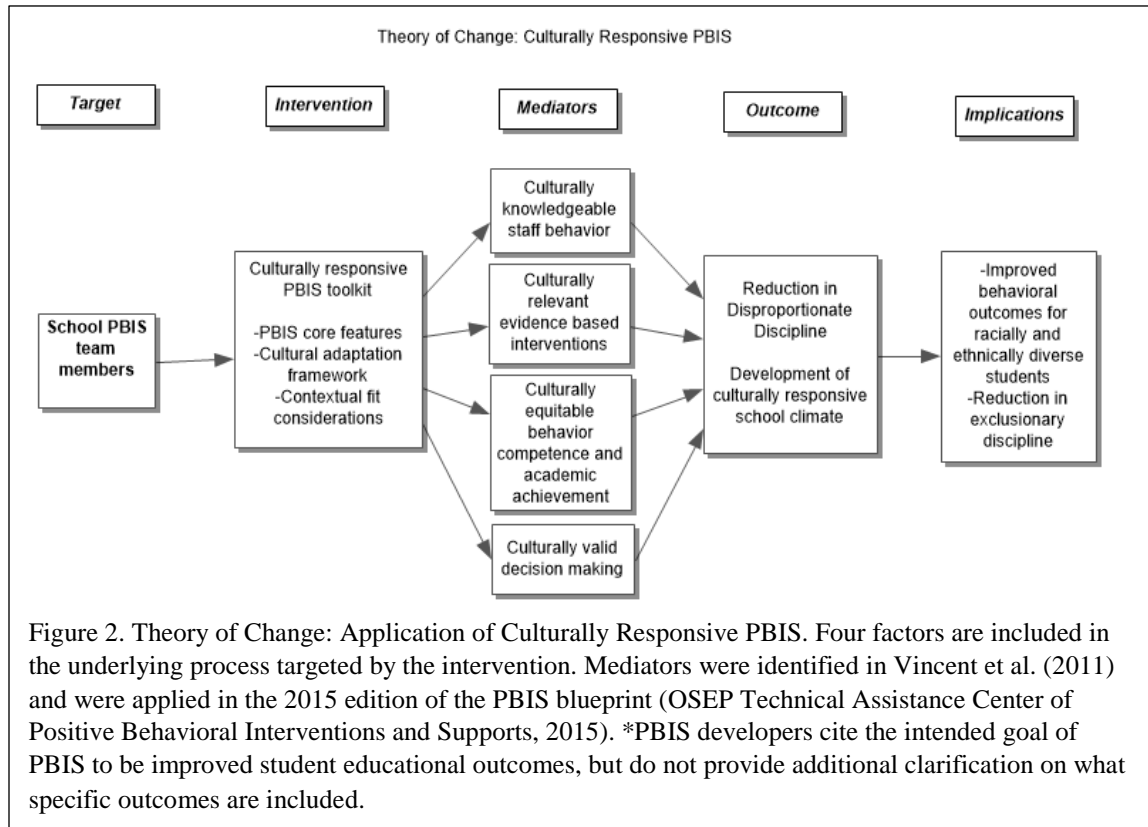 Theory of Change: Culturally Responsive PBIS
Target
Intervention
Mediators
Outcome
Implications
School PBIS
team
members
Culturally responsive
PBIS toolkit
-PBIS core features
-Cultural adaptation
framework
-Contextual fit
considerations
Culturally
knowledgeable
staff behavior
Culturally
relevant
evidence based
interventions
Culturally
equitable
behavior
competence and
academic
achievement
Culturally valid
decision making
Reduction in
Disproportionate
Discipline
Development of
culturally responsive
school climate
-Improved
behavioral
outcomes for
racially and
ethnically diverse
students
-Reduction in
exclusionary
discipline
Figure 2. Theory of Change: Application of Culturally Responsive PBIS. Four factors are included in
the underlying process targeted by the intervention. Mediators were identified in Vincent et al. (2011)
and were applied in the 2015 edition of the PBIS blueprint (OSEP Technical Assistance Center of
Positive Behavioral Interventions and Supports, 2015). *PBIS developers cite the intended goal of
PBIS to be improved student educational outcomes, but do not provide additional clarification on what
specific outcomes are included.